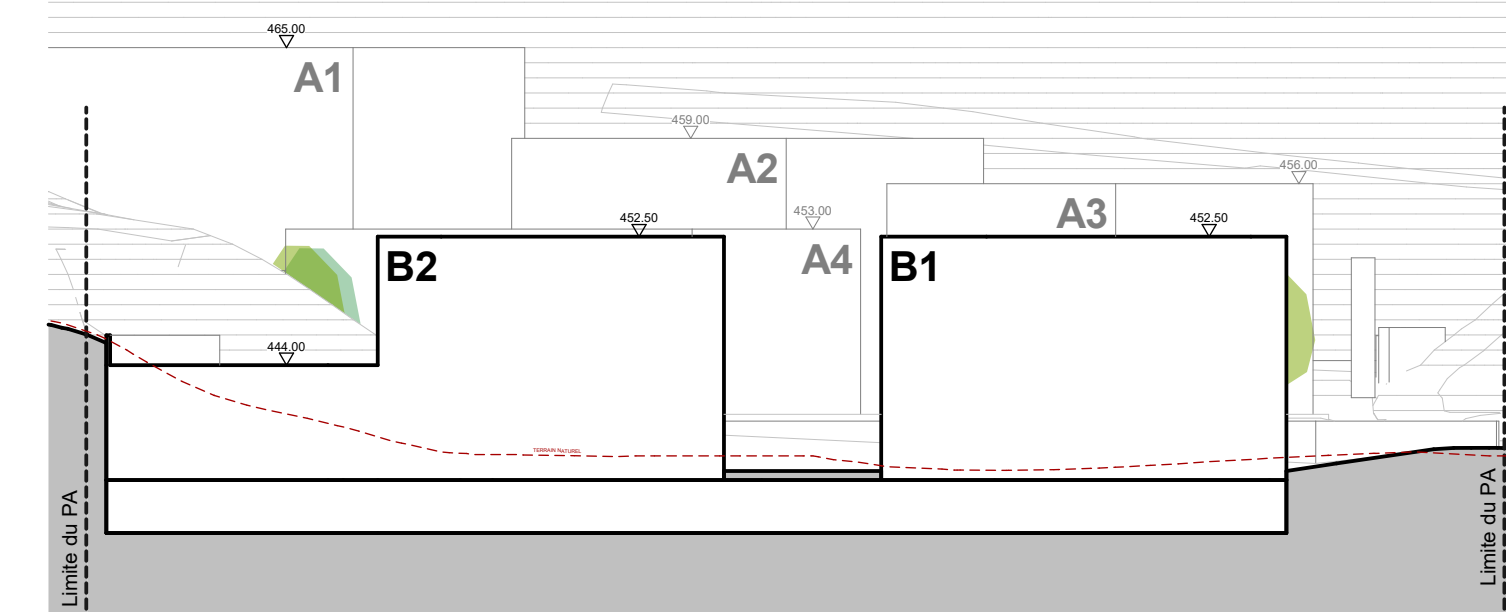 465.00
A1
459.00
A2
456.00
A3
453.00
452.50
452.50
A4
B2
B1
444.00
TERRAIN NATUREL
Limite du PA
Limite du PA